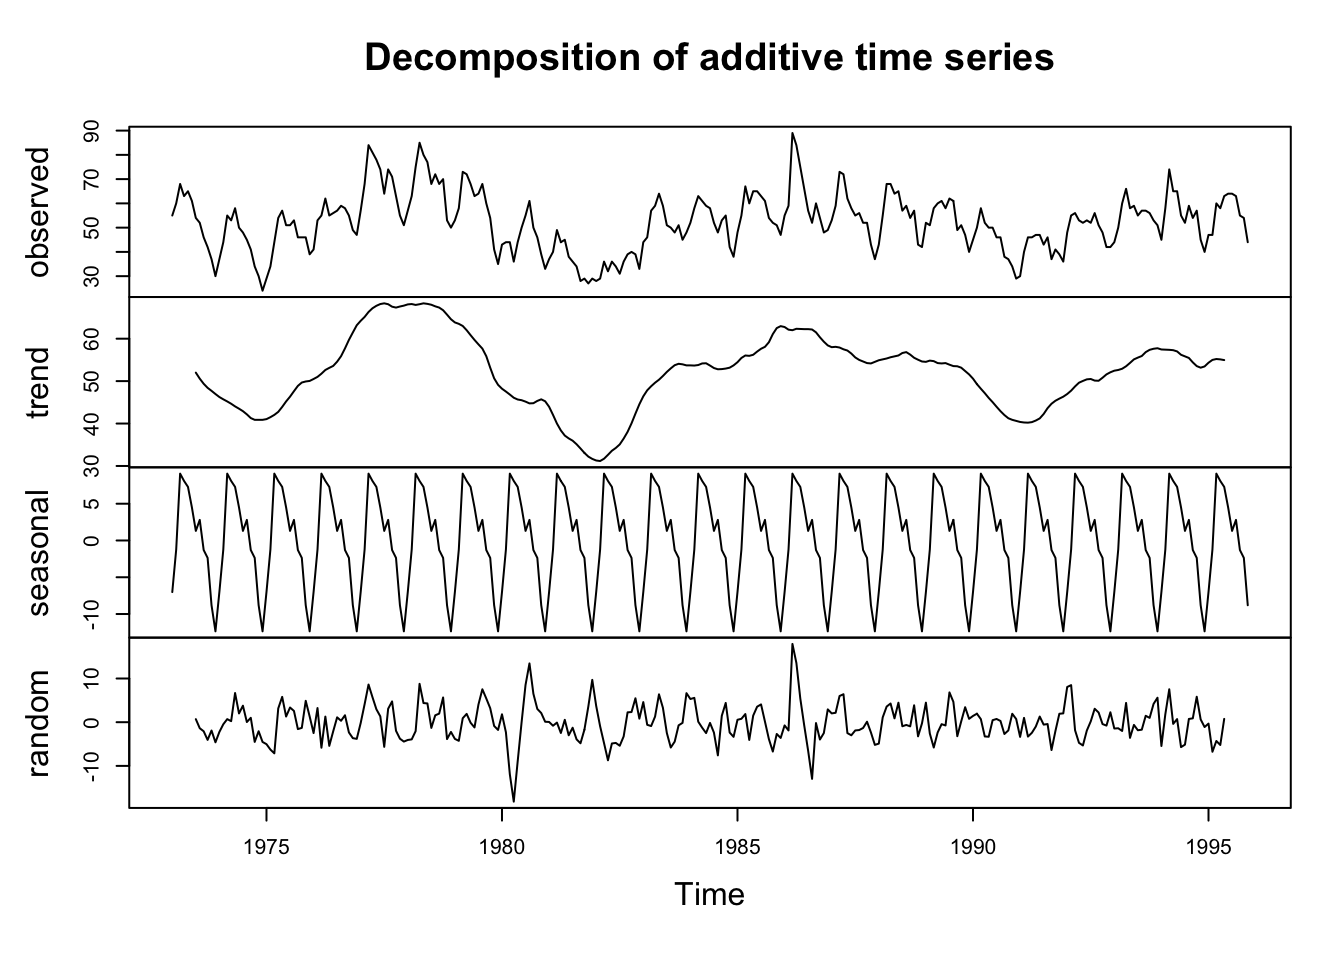 Decomposition of additive time series
observed
30 50 70 90
trend
30 40 50 60
seasonal
-10 0 5
random
-10 0 10
1975 1980 1985 1990 1995
Time